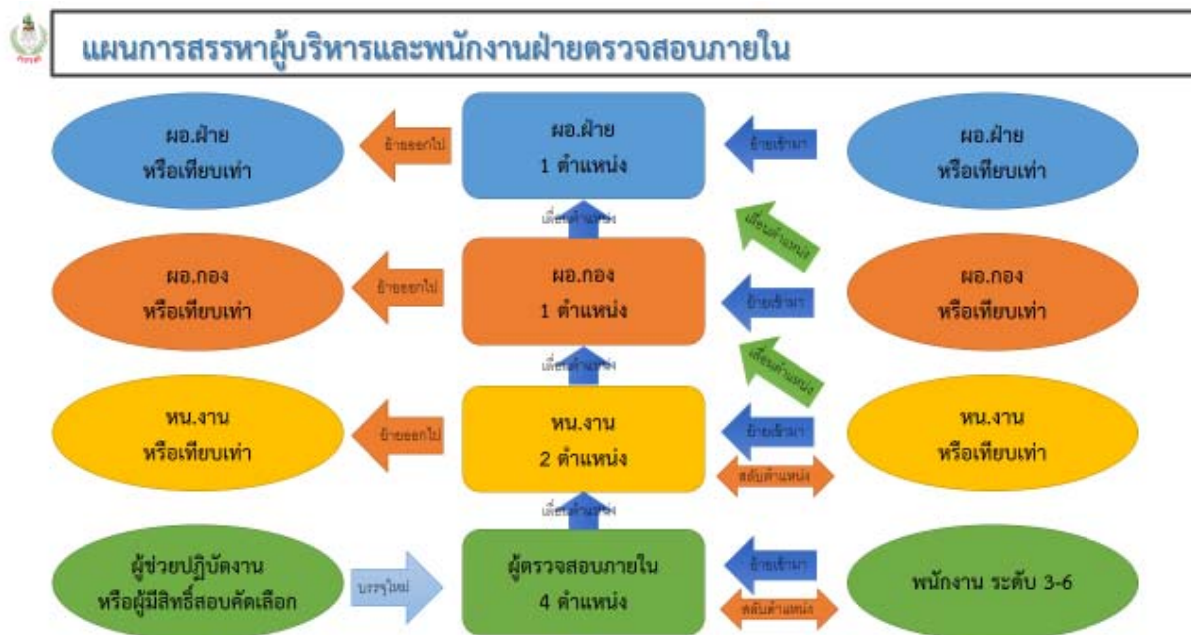 แผนการสรรหาผู้บริหารและพนักงานฝ่ายตรวจสอบภายใน
ผอ.ฝ่าย
หรือเทียบเท่า
ย้ายออกไป
ผอ.ฝ่าย
1 ตำแหน่ง
ย้ายเข้ามา
ผอ.ฝ่าย
หรือเทียบเท่า
เลื่อนตำแหน่ง
เลื่อนตำแหน่ง
ผอ.กอง
หรือเทียบเท่า
ย้ายออกไป
ผอ.กอง
1 ตำแหน่ง
ย้ายเข้ามา
ผอ.กอง
หรือเทียบเท่า
เลื่อนตำแหน่ง
เลื่อนตำแหน่ง
หน.งาน
หรือเทียบเท่า
ย้ายออกไป
หน.งาน
2 ตำแหน่ง
ย้ายเข้ามา
สลับตำแหน่ง
หน.งาน
หรือเทียบเท่า
เลื่อนตำแหน่ง
ผู้ช่วยปฏิบัติงาน
หรือผู้มีสิทธิ์สอบคัดเลือก
บรรจุใหม่
ผู้ตรวจสอบภายใน
4 ตำแหน่ง
ย้ายเข้ามา
สลับตำแหน่ง
พนักงาน ระดับ 3-6